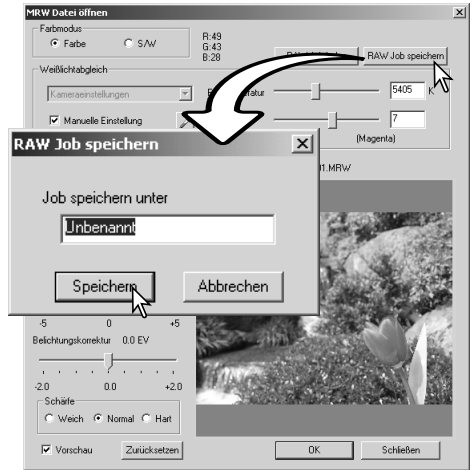 MRW Datei öffnen
Farbmodus
Farbe
S/W
R:49
G:43
B:28
RAW Job speichern
Weißlichtabgleich
Kameraeinstellungen
5405 K
Manuelle Einstellung
7
(Magenta)
RAW Job speichern
.MRW
Job speichern unter
Unbenannt
Speichern
Abbrechen
-5 0 +5
Belichtungskorrektur 0.0 EV
-2.0 0.0 +2.0
Schärfe
Weich
Normal
Hart
Vorschau
Zurücksetzen
OK
Schließen